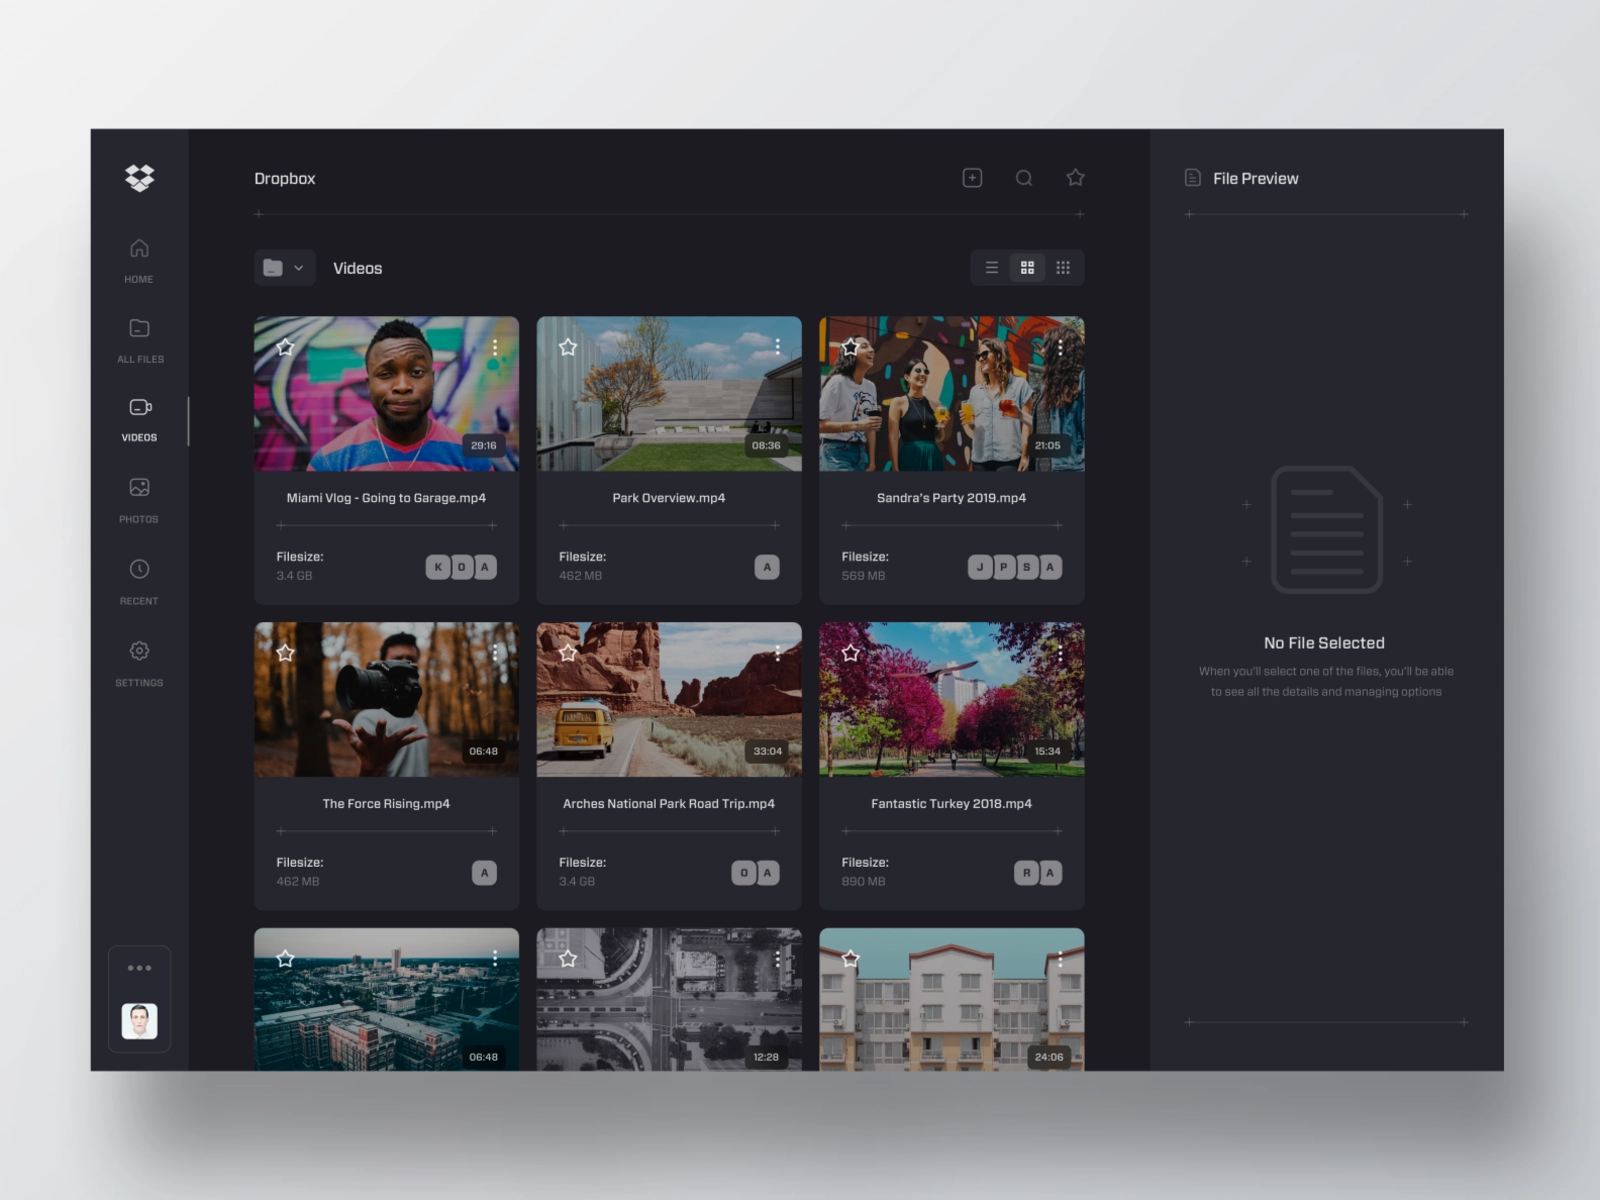 Dropbox
File Preview
HOME
ALL FILES
VIDEOS
PHOTOS
RECENT
SETTINGS
Videos
29:16
Miami Vlog - Going to Garage.mp4
Filesize:
3.4 GB
K O A
08:36
Park Overview.mp4
Filesize:
462 MB
A
21:05
Sandra's Party 2019.mp4
Filesize:
569 MB
J P S A
06:48
The Force Rising.mp4
Filesize:
462 MB
A
33:04
Arches National Park Road Trip.mp4
Filesize:
3.4 GB
O A
15:34
Fantastic Turkey 2018.mp4
Filesize:
890 MB
R A
06:48
12:28
24:06
No File Selected
When you'll select one of the files, you'll be able
to see all the details and managing options